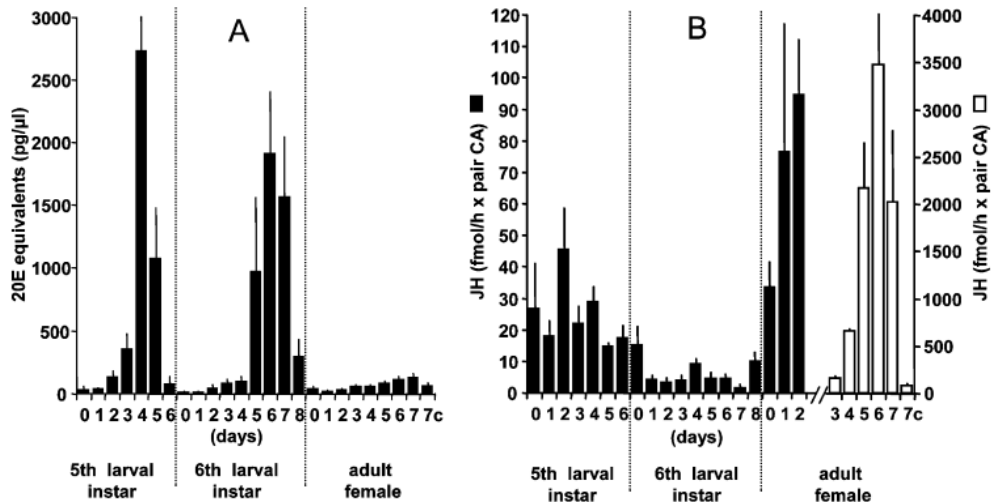 A
20E equivalents (pg/µl)
3000
2500
2000
1500
1000
500
0
0 1 2 3 4 5 6 0 1 2 3 4 5 6 7 8 0 1 2 3 4 5 6 7 7c
(days)
5th larval
instar
6th larval
instar
adult
female
B
JH (fmol/h x pair CA)
120
110
100
90
80
70
60
50
40
30
20
10
0
JH (fmol/h x pair CA)
4000
3500
3000
2500
2000
1500
1000
500
0
0 1 2 3 4 5 6 0 1 2 3 4 5 6 7 8 0 1 2 3 4 5 6 7 7c
(days)
5th larval
instar
6th larval
instar
adult
female